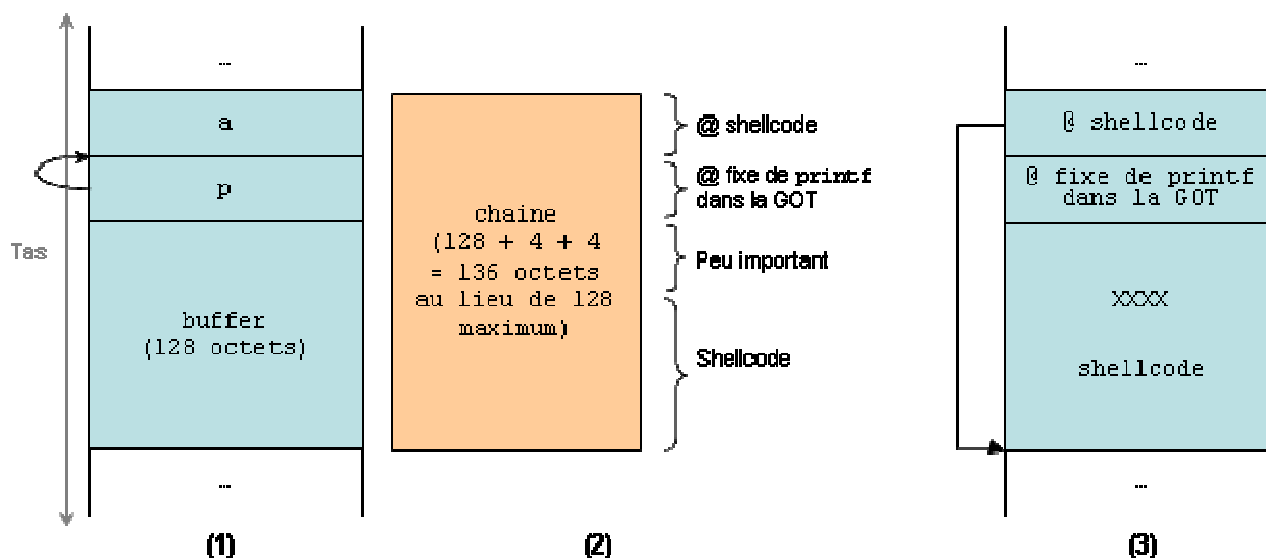 Tas
...
a
p
buffer
(128 octets)
...
(1)
chaine
(128 + 4 + 4
= 136 octets
au lieu de 128
maximum)
(2)
@ shellcode
@ fixe de printf
dans la GOT
Peu important
Shellcode
...
@ shellcode
@ fixe de printf
dans la GOT
XXXX
shellcode
...
(3)